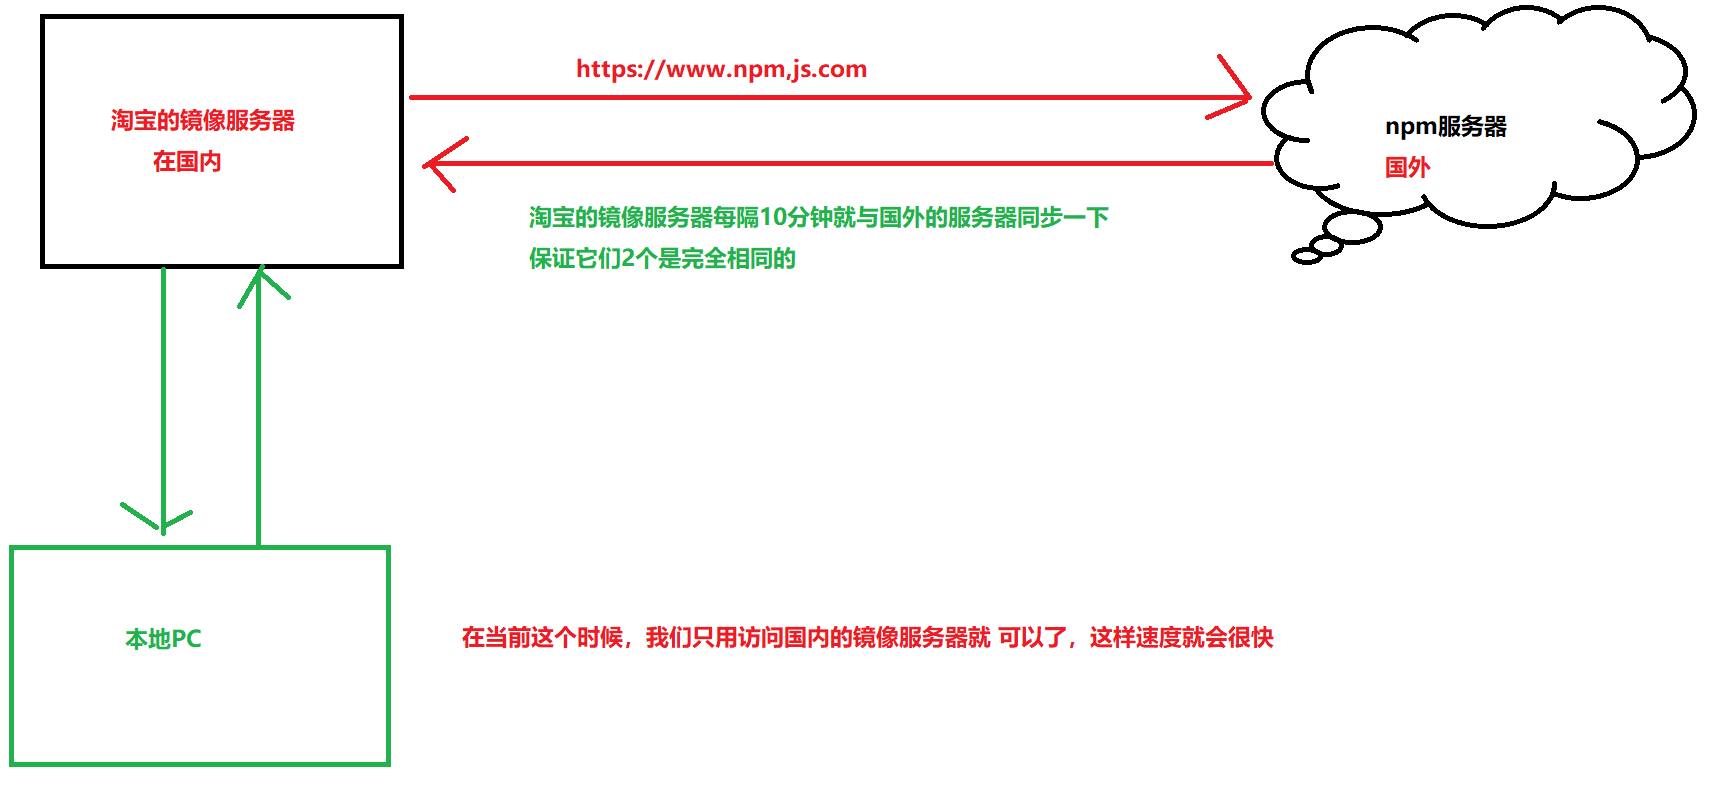 https://www.npm,js.com
淘宝的镜像服务器
在国内
npm服务器
国外
淘宝的镜像服务器每隔10分钟就与国外的服务器同步一下
保证它们2个是完全相同的
本地PC
在当前这个时候，我们只用访问国内的镜像服务器就 可以了，这样速度就会很快